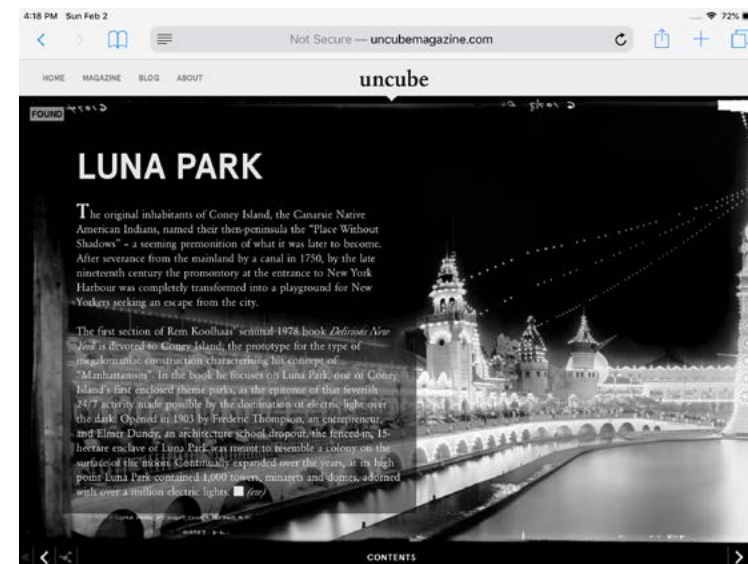 4:18 PM Sun Feb 2
72%
Not Secure — uncubemagazine.com
HOME MAGAZINE BLOG ABOUT
uncube
FOUND
LUNA PARK
The original inhabitants of Coney Island, the Canarsie Native
American Indians, named their then-peninsula the “Place Without
Shadows” – a seeming premonition of what it was later to become.
After severance from the mainland by a canal in 1750, by the late
nineteenth century the promontory at the entrance to New York
Harbour was completely transformed into a playground for New
Yorkers seeking an escape from the city.
The first section of Rem Koolhaas’ seminal 1978 book Delirious New
York is devoted to Coney Island; the prototype for the type of
megalomaniac construction characterising his concept of
“Manhattanism”. In the book he focuses on Luna Park, one of Coney
Island’s first enclosed theme parks, as the epitome of that feverish
24/7 activity made possible by the domination of electric light over
the dark. Opened in 1903 by Frederic Thompson, an entrepreneur,
and Elmer Dundy, an architecture school dropout, the fenced-in, 15-
hectare enclave of Luna Park was meant to resemble a colony on the
surface of the moon. Continually expanded over the years, at its high
point Luna Park contained 1,000 towers, minarets and domes, adorned
with over a million electric lights. (ew)
LUNA PARK AT NIGHT, CONEY ISLAND, N.Y.
CONTENTS